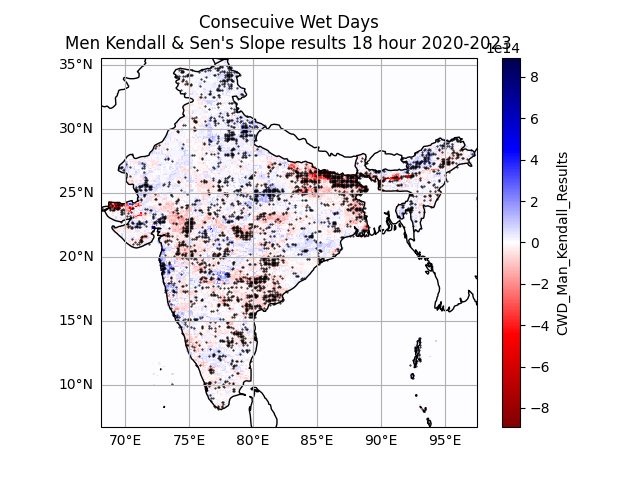 Consecuive Wet Days
Men Kendall & Sen's Slope results 18 hour 2020-2023
1e14
35°N
30°N
25°N
20°N
15°N
10°N
70°E 75°E 80°E 85°E 90°E 95°E
8
6
4
2
0
−2
−4
−6
−8
CWD_Man_Kendall_Results